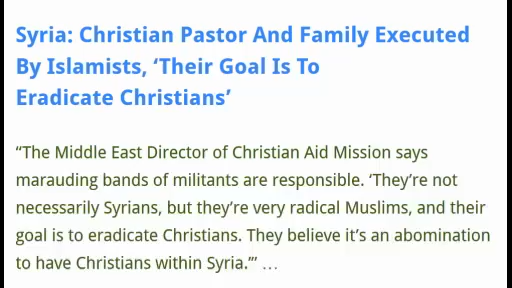 Syria: Christian Pastor And Family Executed
By Islamists, ‘Their Goal Is To
Eradicate Christians’
“The Middle East Director of Christian Aid Mission says
marauding bands of militants are responsible. ‘They’re not
necessarily Syrians, but they’re very radical Muslims, and their
goal is to eradicate Christians. They believe it’s an abomination
to have Christians within Syria.’” …